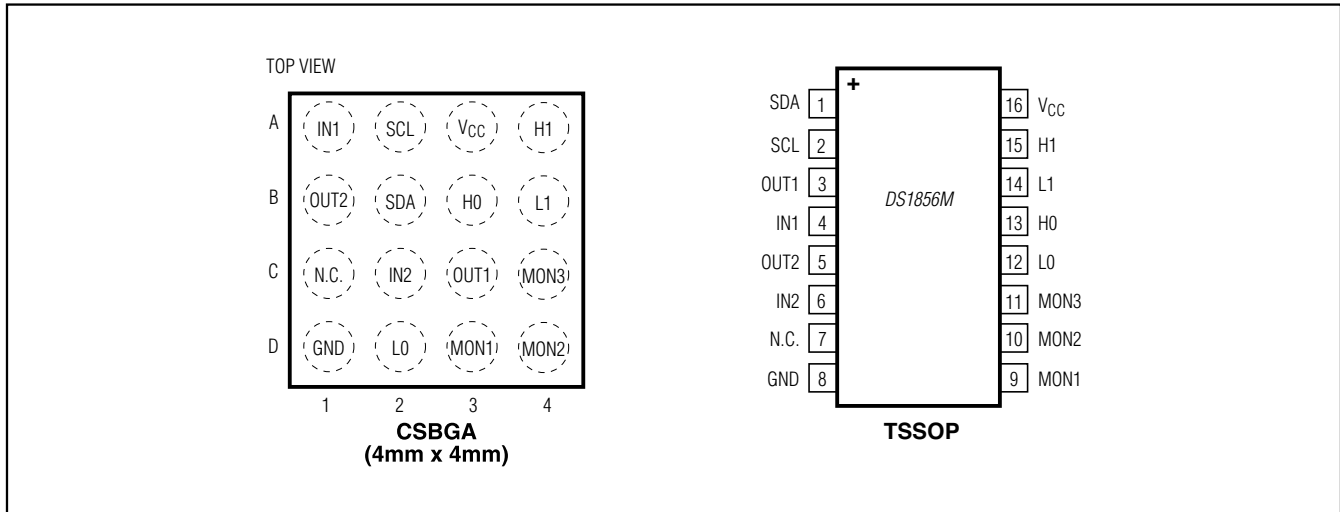 TOP VIEW
A IN1 SCL VCC H1
B OUT2 SDA H0 L1
C N.C. IN2 OUT1 MON3
D GND L0 MON1 MON2
1 2 3 4
CSBGA
(4mm x 4mm)
+
SDA 1 16 VCC
SCL 2 15 H1
OUT1 3 14 L1
DS1856M
IN1 4 13 H0
OUT2 5 12 L0
IN2 6 11 MON3
N.C. 7 10 MON2
GND 8 9 MON1
TSSOP